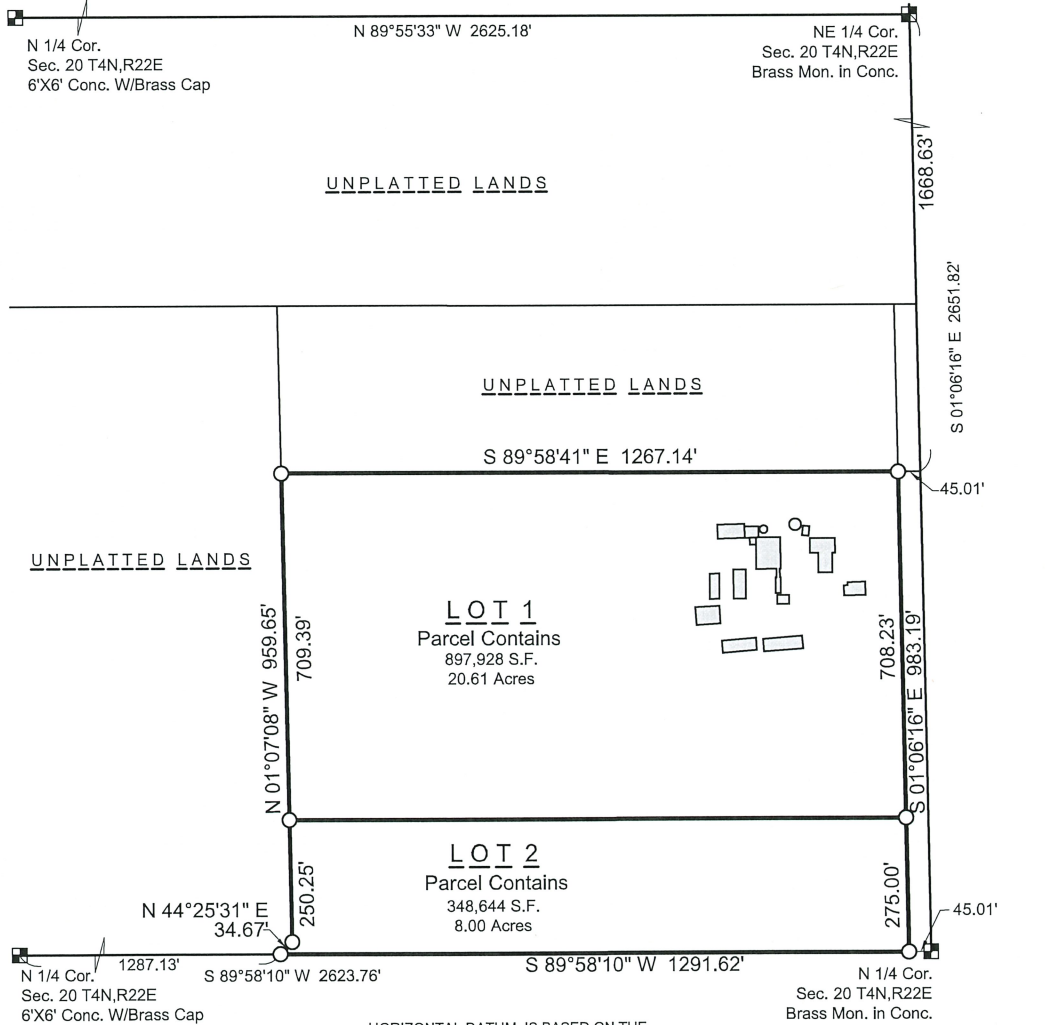 N 89°55'33" W 2625.18'
N 1/4 Cor.
Sec. 20 T4N,R22E
6'X6' Conc. W/Brass Cap
NE 1/4 Cor.
Sec. 20 T4N,R22E
Brass Mon. in Conc.
1668.63'
UNPLATTED LANDS
S 01°06'16" E 2651.82'
UNPLATTED LANDS
S 89°58'41" E 1267.14'
45.01'
UNPLATTED LANDS
N 01°07'08" W 959.65'
709.39'
LOT 1
Parcel Contains
897,928 S.F.
20.61 Acres
708.23'
S 01°06'16" E 983.19'
LOT 2
Parcel Contains
348,644 S.F.
8.00 Acres
250.25'
275.00'
N 44°25'31" E
34.67'
45.01'
1287.13'
S 89°58'10" W 2623.76'
S 89°58'10" W 1291.62'
N 1/4 Cor.
Sec. 20 T4N,R22E
6'X6' Conc. W/Brass Cap
N 1/4 Cor.
Sec. 20 T4N,R22E
Brass Mon. in Conc.
HORIZONTAL DATUM IS BASED ON THE